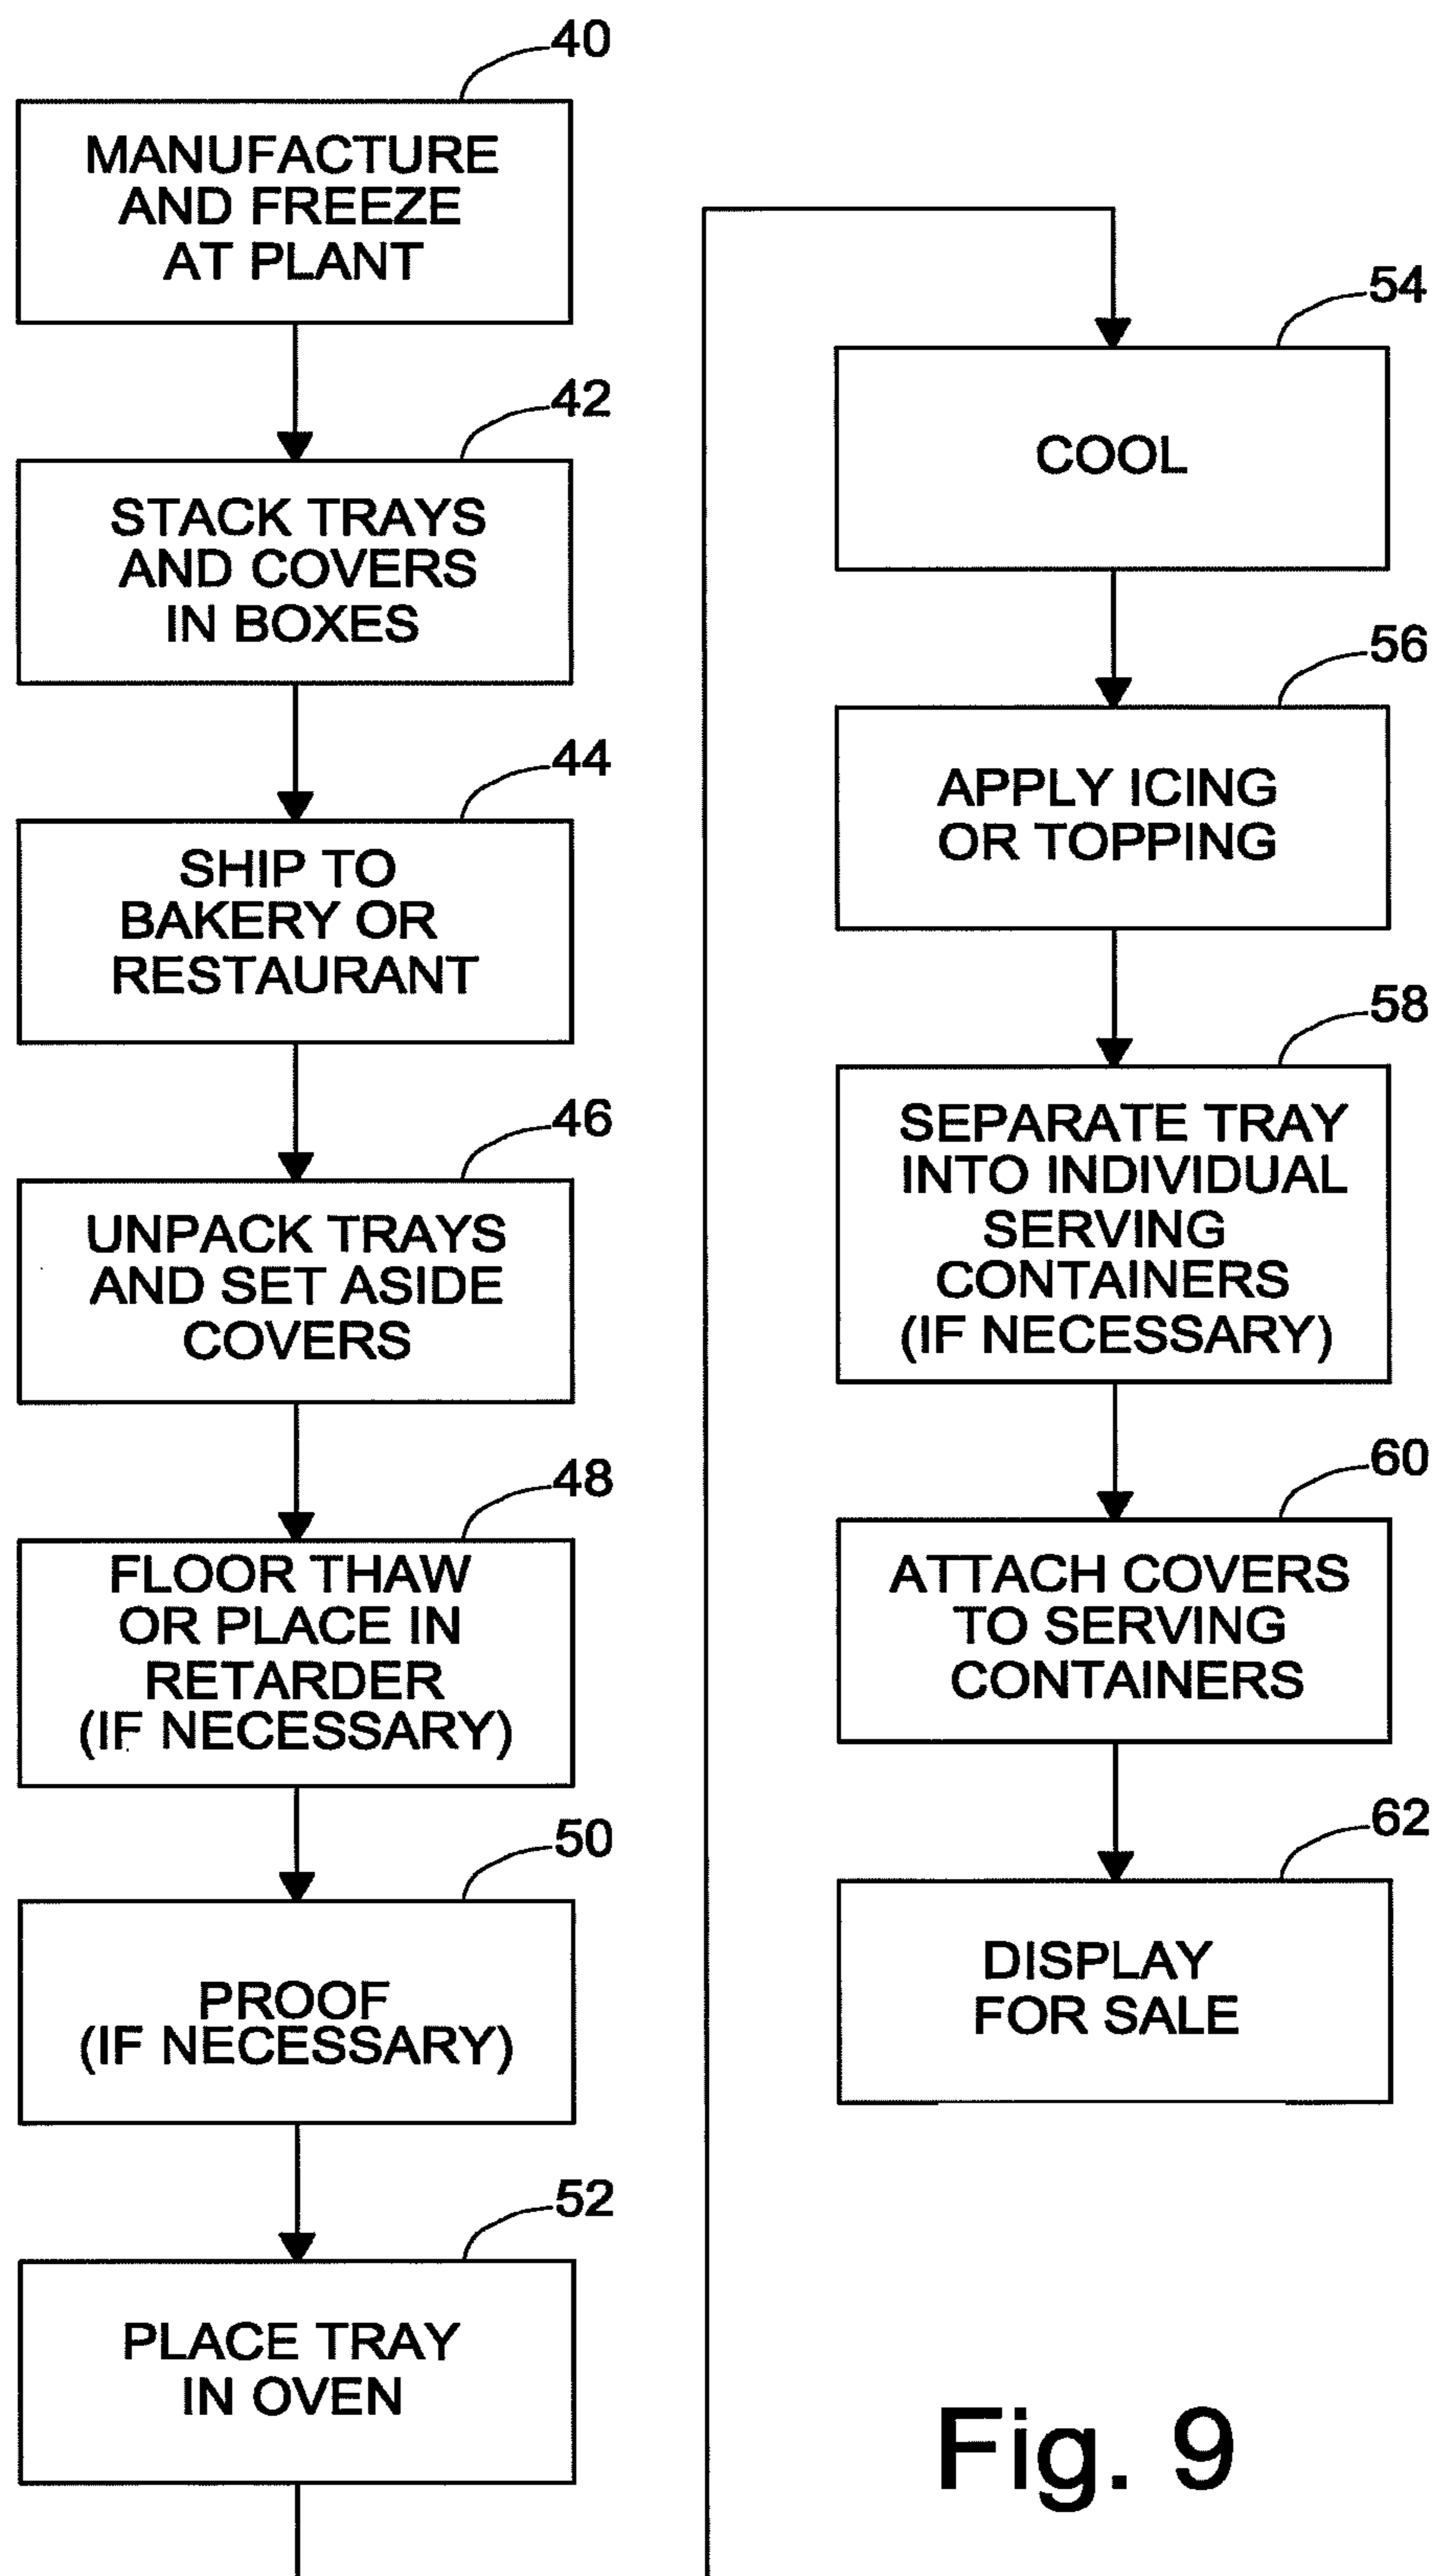 40
MANUFACTURE
AND FREEZE
AT PLANT
42
STACK TRAYS
AND COVERS
IN BOXES
44
SHIP TO
BAKERY OR
RESTAURANT
46
UNPACK TRAYS
AND SET ASIDE
COVERS
48
FLOOR THAW
OR PLACE IN
RETARDER
(IF NECESSARY)
50
PROOF
(IF NECESSARY)
52
PLACE TRAY
IN OVEN
54
COOL
56
APPLY ICING
OR TOPPING
58
SEPARATE TRAY
INTO INDIVIDUAL
SERVING
CONTAINERS
(IF NECESSARY)
60
ATTACH COVERS
TO SERVING
CONTAINERS
62
DISPLAY
FOR SALE
Fig. 9